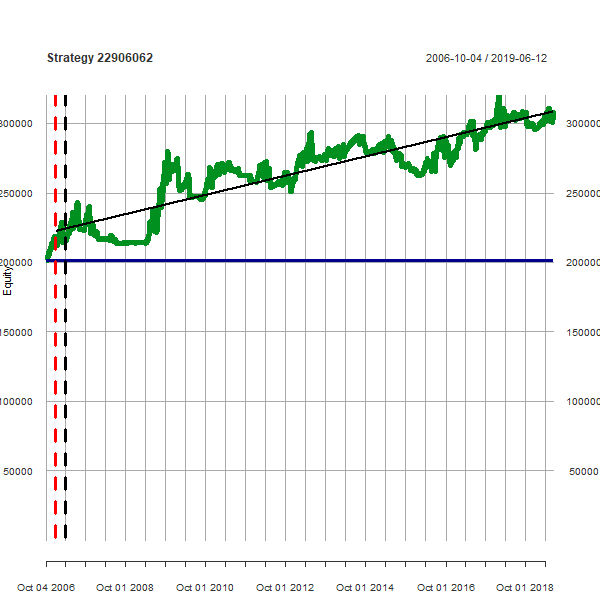 Strategy 22906062
2006-10-04 / 2019-06-12
300000
300000
250000
250000
200000
200000
Equity
150000
150000
100000
100000
50000
50000
Oct 04 2006
Oct 01 2008
Oct 01 2010
Oct 01 2012
Oct 01 2014
Oct 01 2016
Oct 01 2018